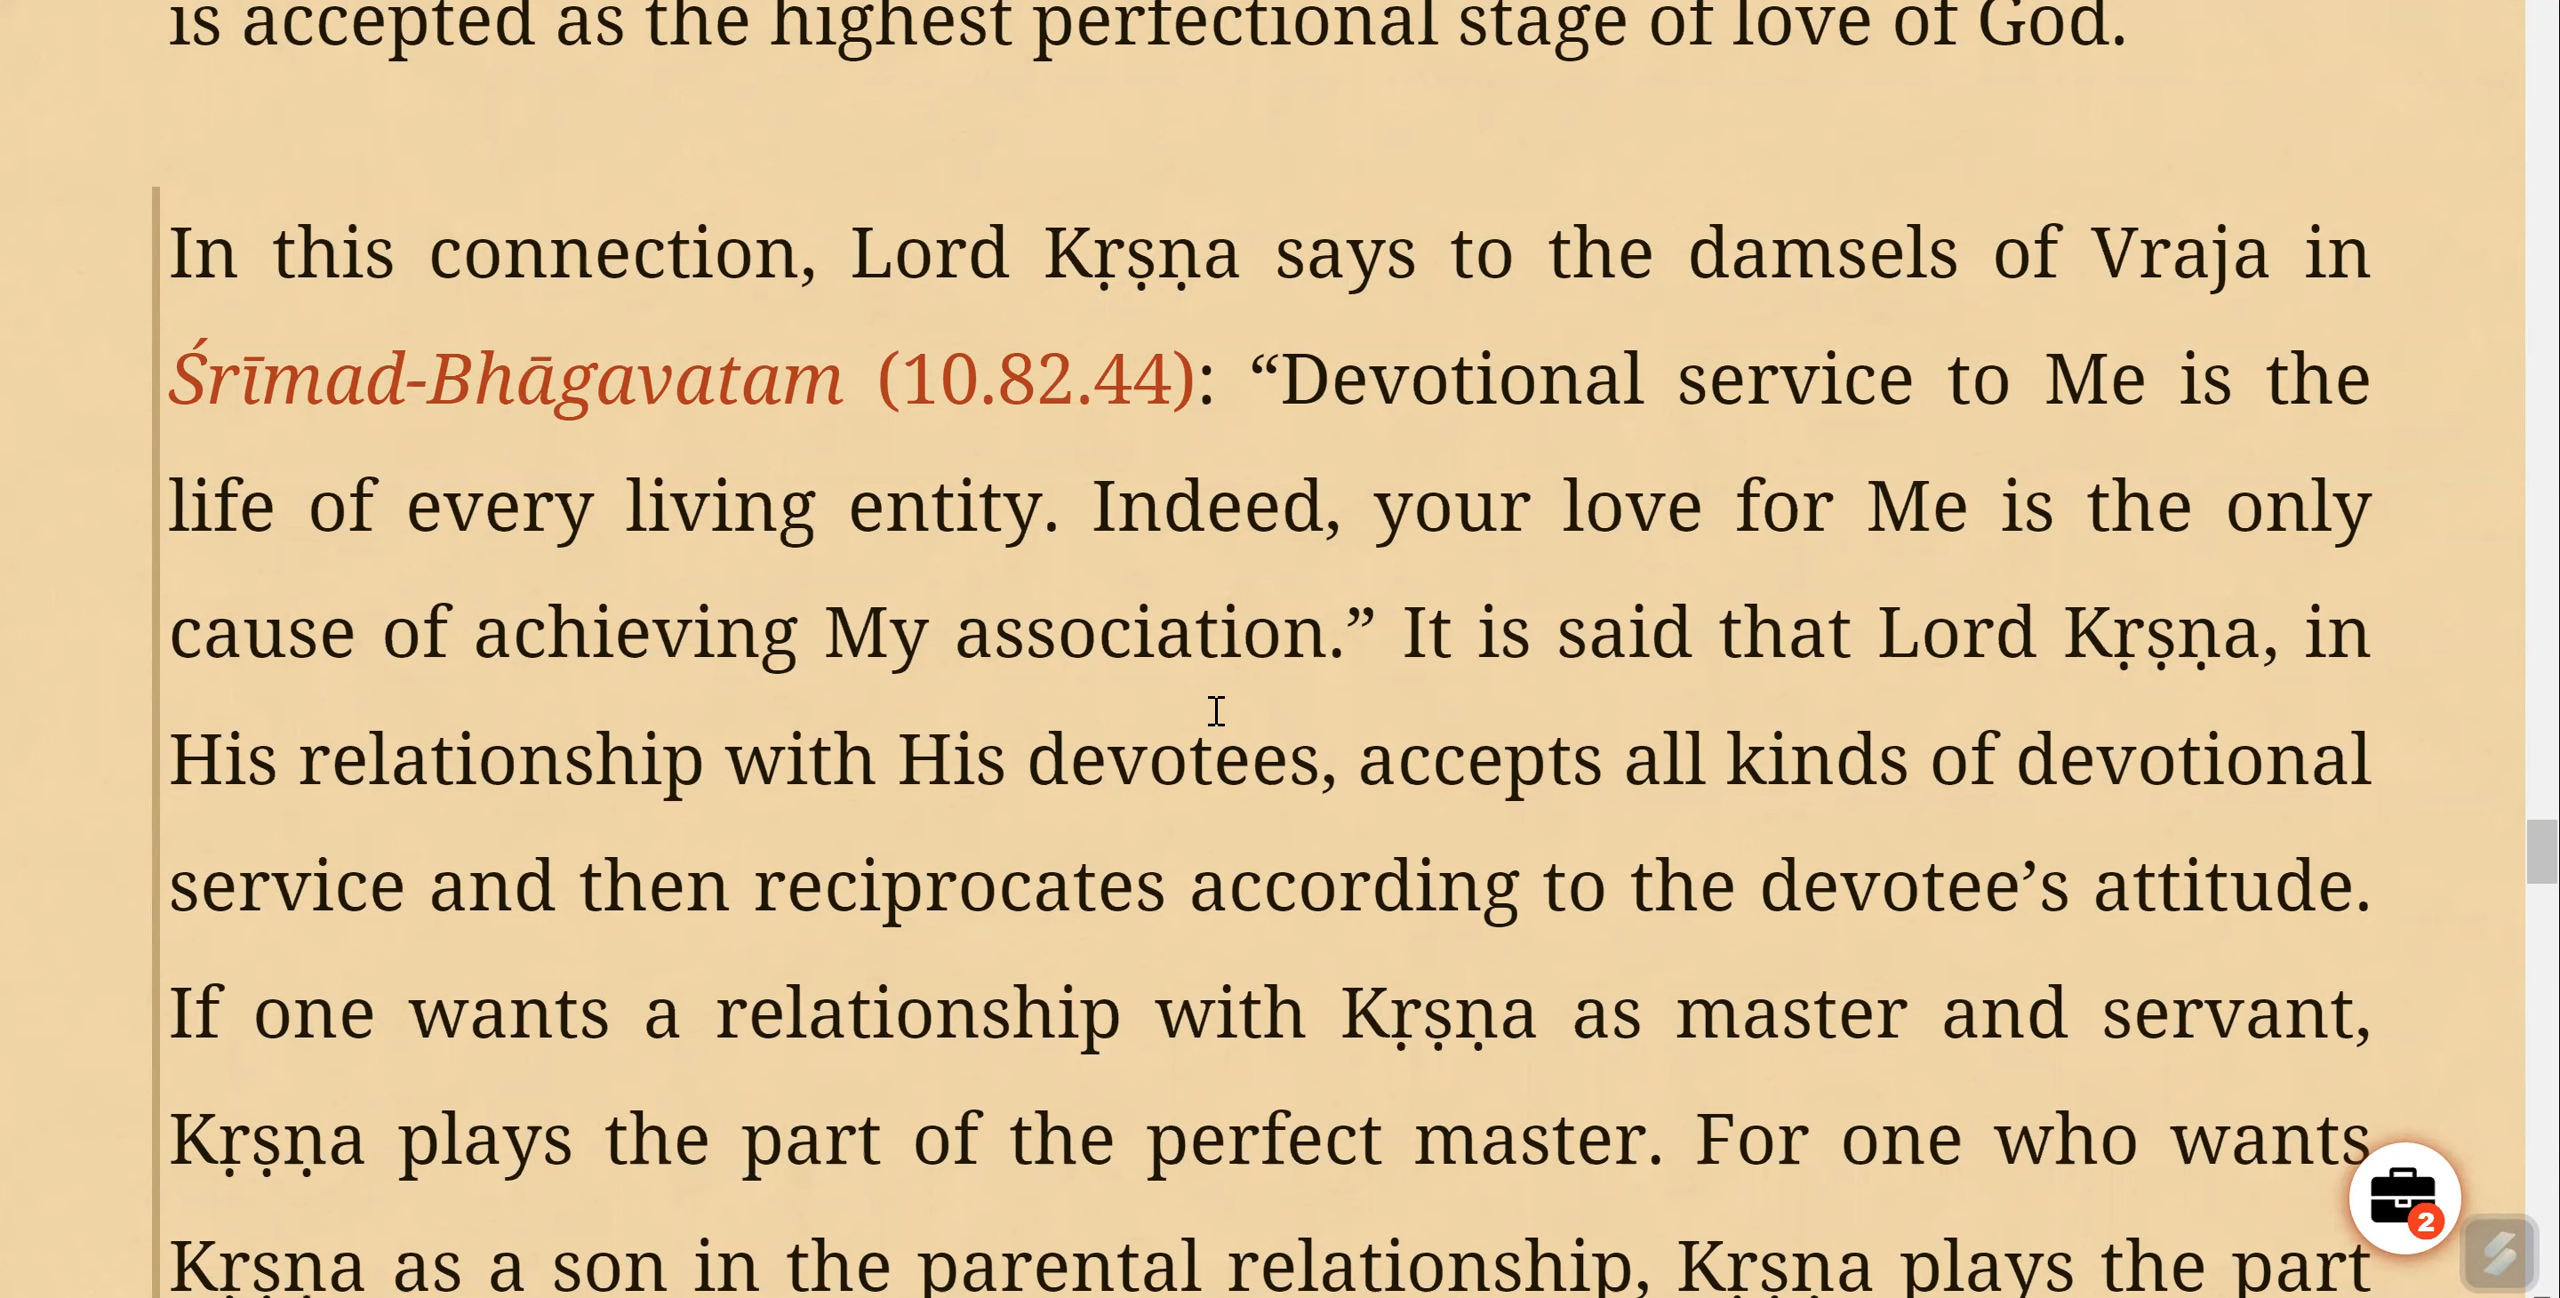 is accepted as the highest perfectional stage of love of God.
In this connection, Lord Kṛṣṇa says to the damsels of Vraja in
Śrīmad-Bhāgavatam (10.82.44): “Devotional service to Me is the
life of every living entity. Indeed, your love for Me is the only
cause of achieving My association.” It is said that Lord Kṛṣṇa, in
His relationship with His devotees, accepts all kinds of devotional
service and then reciprocates according to the devotee’s attitude.
If one wants a relationship with Kṛṣṇa as master and servant,
Kṛṣṇa plays the part of the perfect master. For one who wants
Kṛṣṇa as a son in the parental relationship, Kṛṣṇa plays the part
2